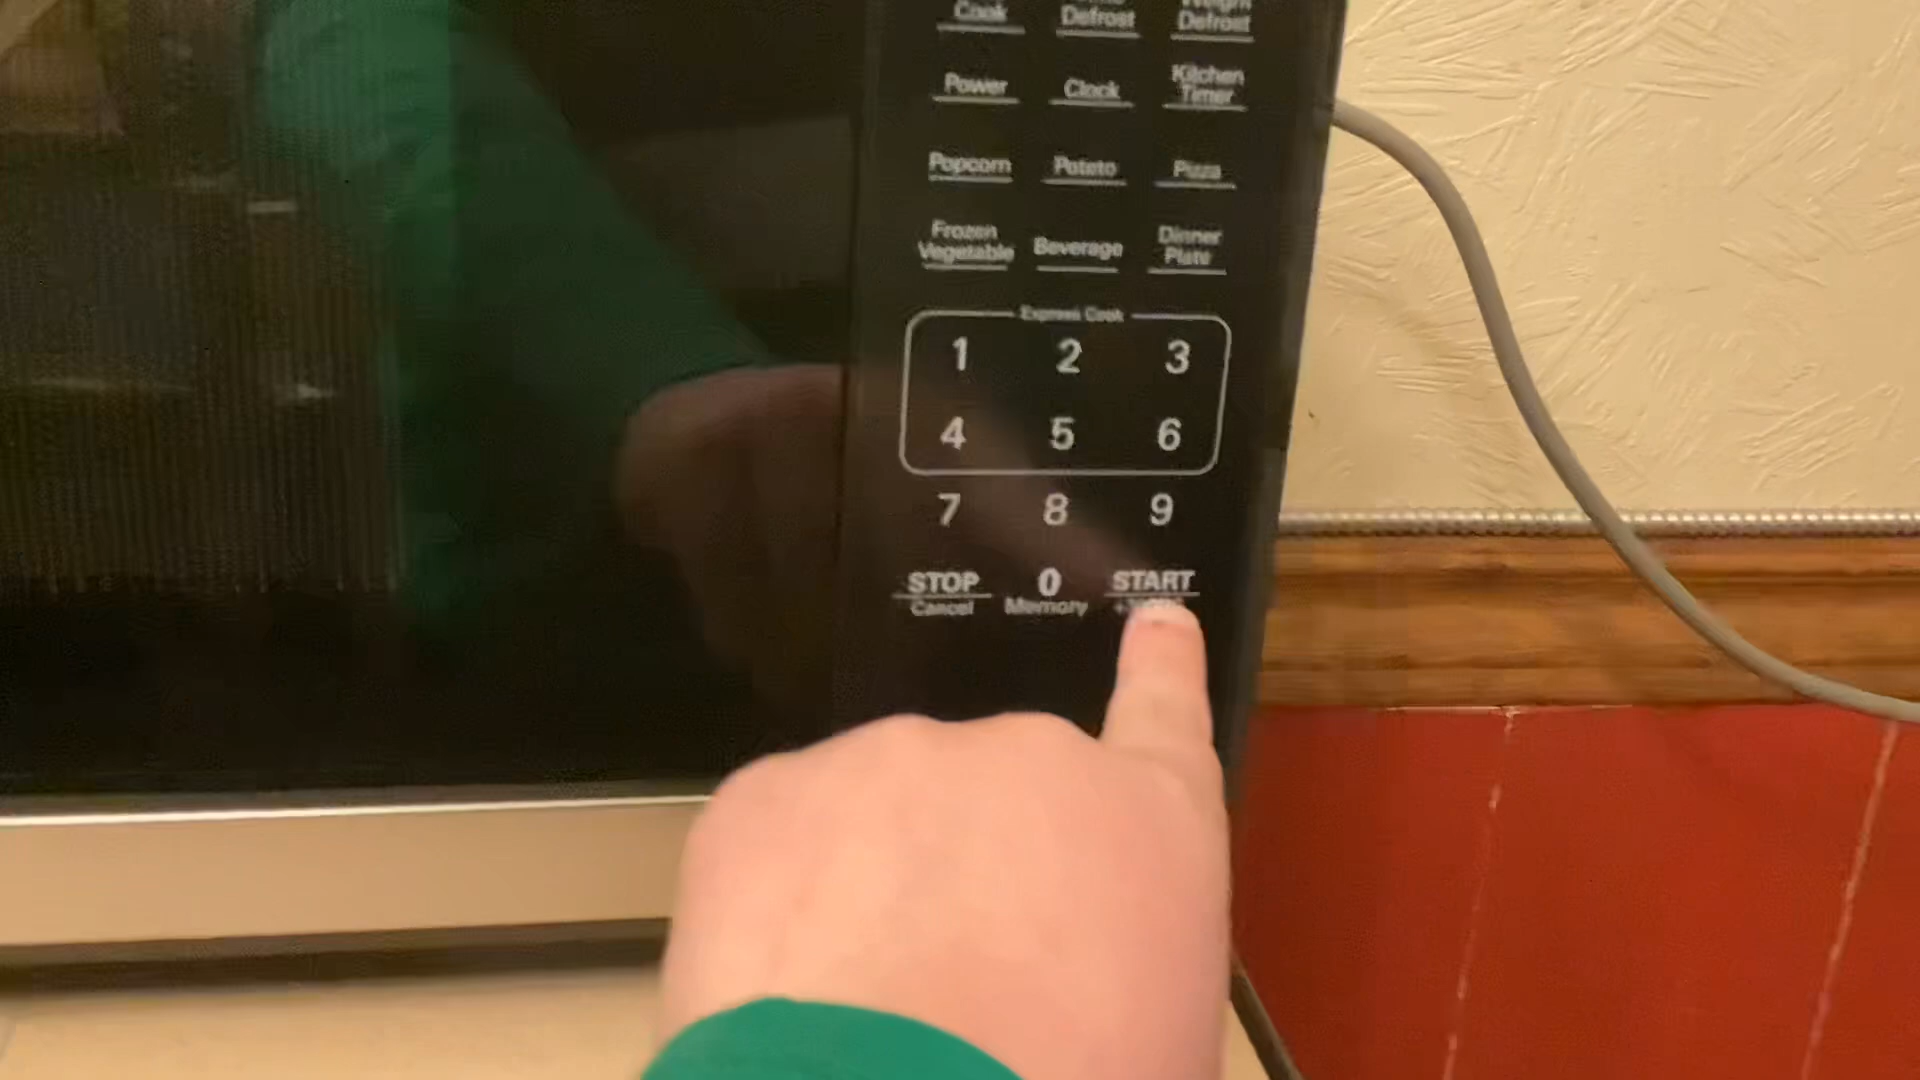 Cook
Defrost
Weight
Defrost
Power
Clock
Kitchen
Timer
Popcorn
Potato
Pizza
Frozen
Vegetable
Beverage
Dinner
Plate
Express Cook
1 2 3
4 5 6
7 8 9
STOP
Cancel
0
Memory
START